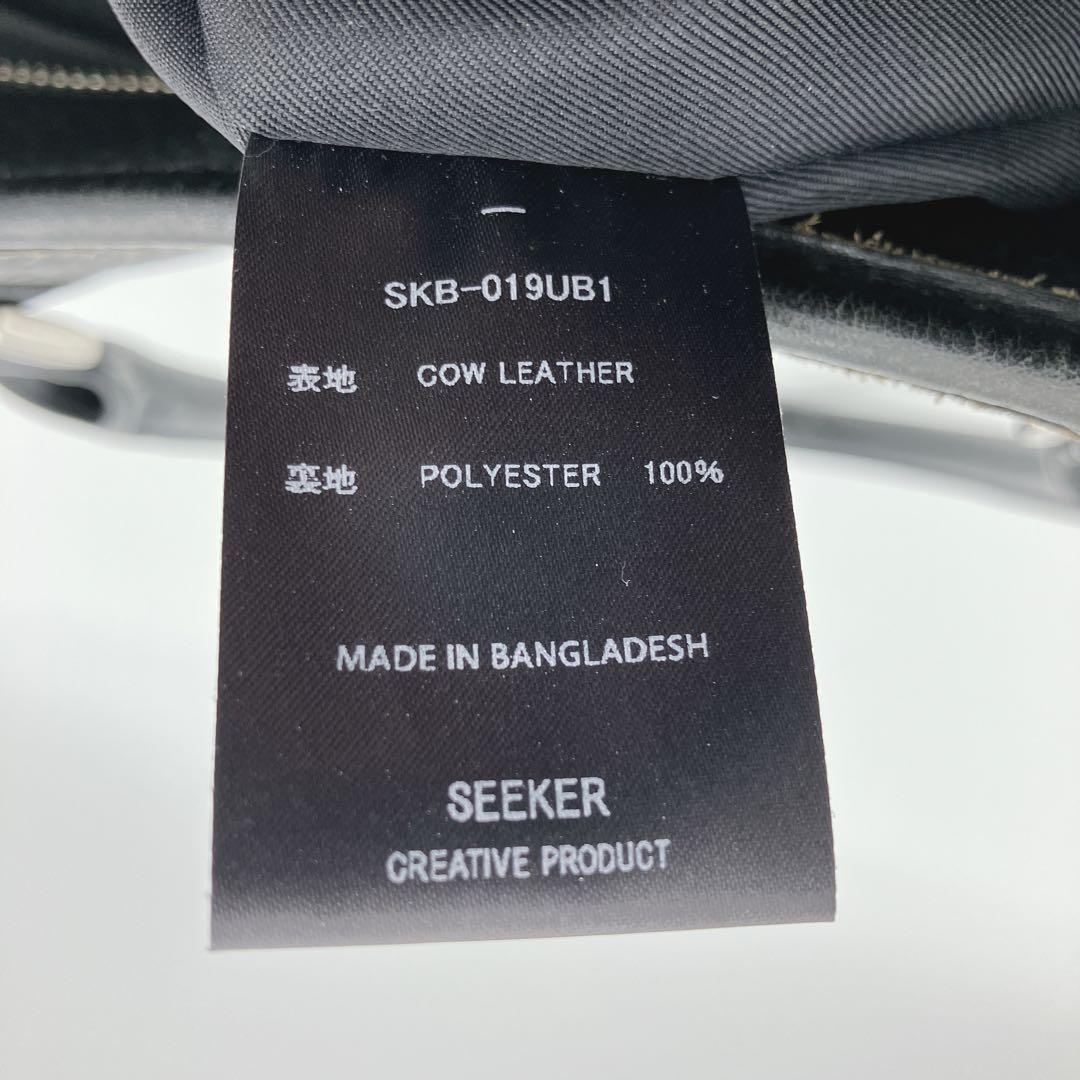 SKB-019UB1
表地 COW LEATHER
裏地 POLYESTER 100%
MADE IN BANGLADESH
SEEKER
CREATIVE PRODUCT